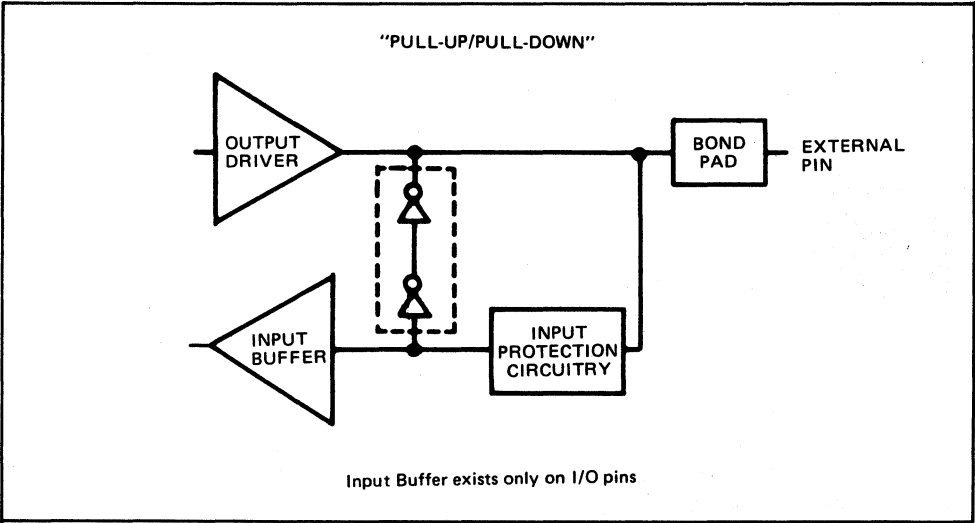 "PULL-UP/PULL-DOWN"
OUTPUT
DRIVER
BOND
PAD
EXTERNAL
PIN
INPUT
BUFFER
INPUT
PROTECTION
CIRCUITRY
Input Buffer exists only on I/O pins